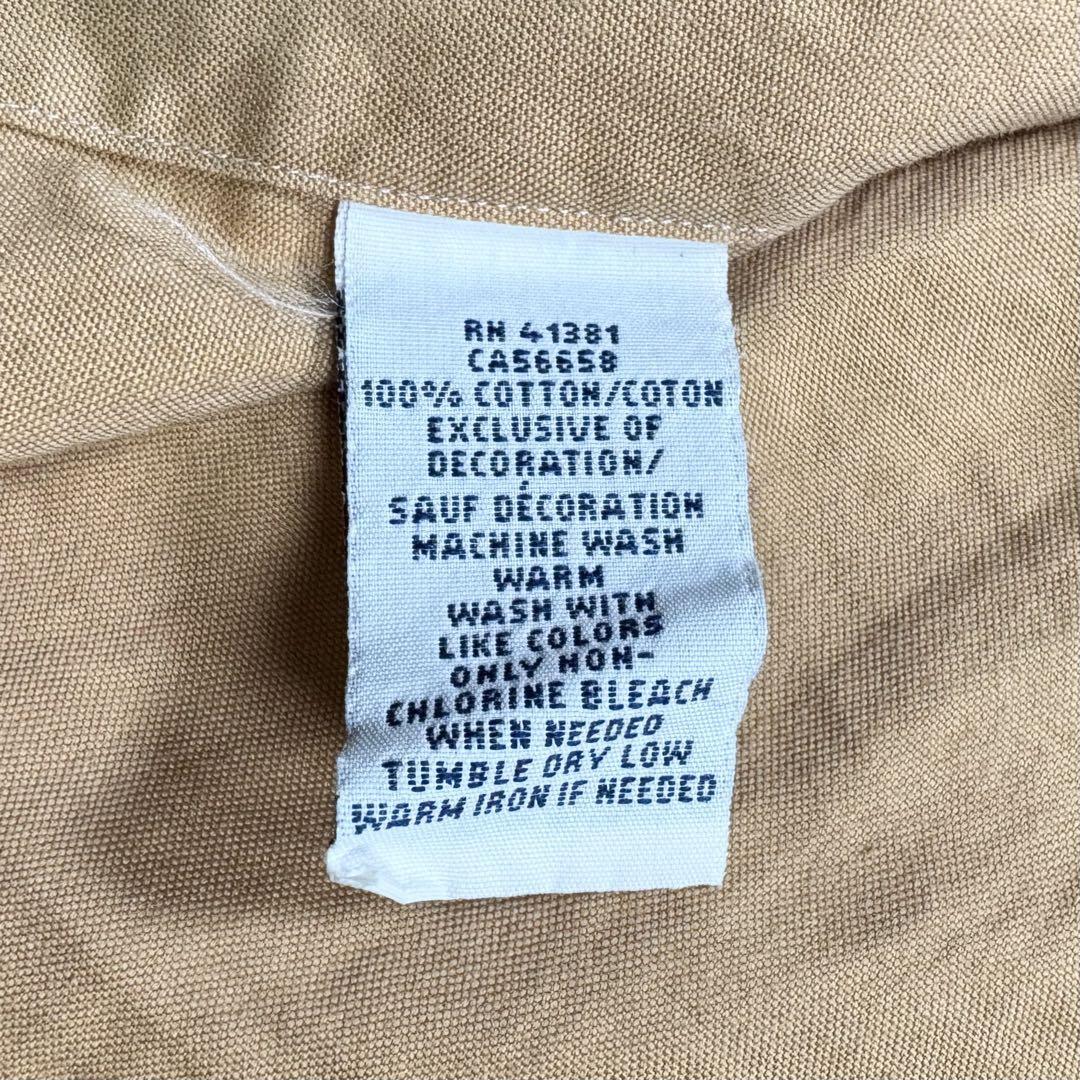 RN 41381
CA56658
100% COTTON/COTON
EXCLUSIVE OF
DECORATION/
SAUF DÉCORATION
MACHINE WASH
WARM
WASH WITH
LIKE COLORS
ONLY NON-
CHLORINE BLEACH
WHEN NEEDED
TUMBLE DRY LOW
WARM IRON IF NEEDED